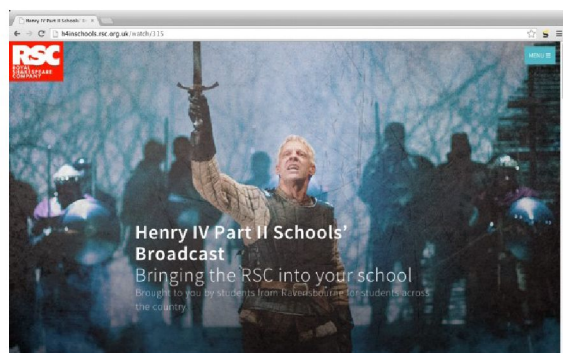 Henry IV Part II Schools' Br
h4inschools.rsc.org.uk/watch/115
RSC
ROYAL
SHAKESPEARE
COMPANY
MENU
Henry IV Part II Schools'
Broadcast
Bringing the RSC into your school
Brought to you by students from Ravensbourne for students across
the country